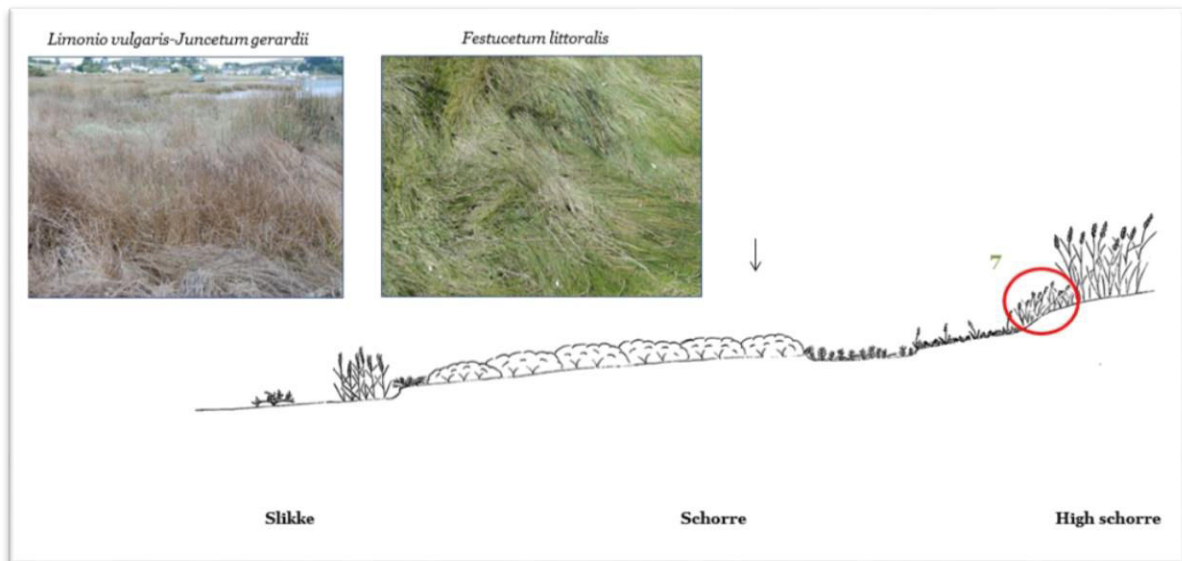 Limonio vulgaris-Juncetum gerardii
Festucetum littoralis
7
Slikke
Schorre
High schorre